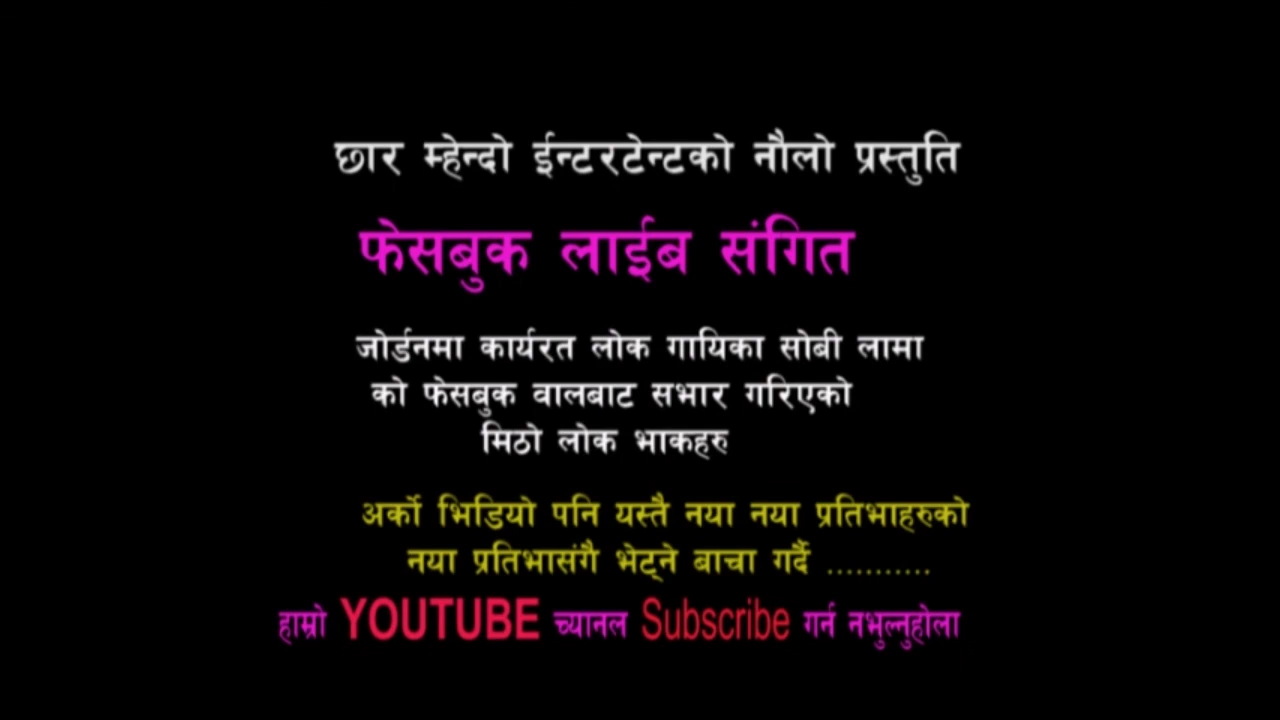 छार म्हेन्दो ईन्टरटेन्टको नौलो प्रस्तुति
फेसबुक लाईब संगित
जोर्डनमा कार्यरत लोक गायिका सोबी लामा
को फेसबुक वालबाट सभार गरिएको
मिठो लोक भाकहरु
अर्को भिडियो पनि यस्तै नया नया प्रतिभाहरुको
नया प्रतिभासंगै भेट्ने बाचा गर्दै ...........
हाम्रो YOUTUBE च्यानल Subscribe गर्न नभुल्नुहोला